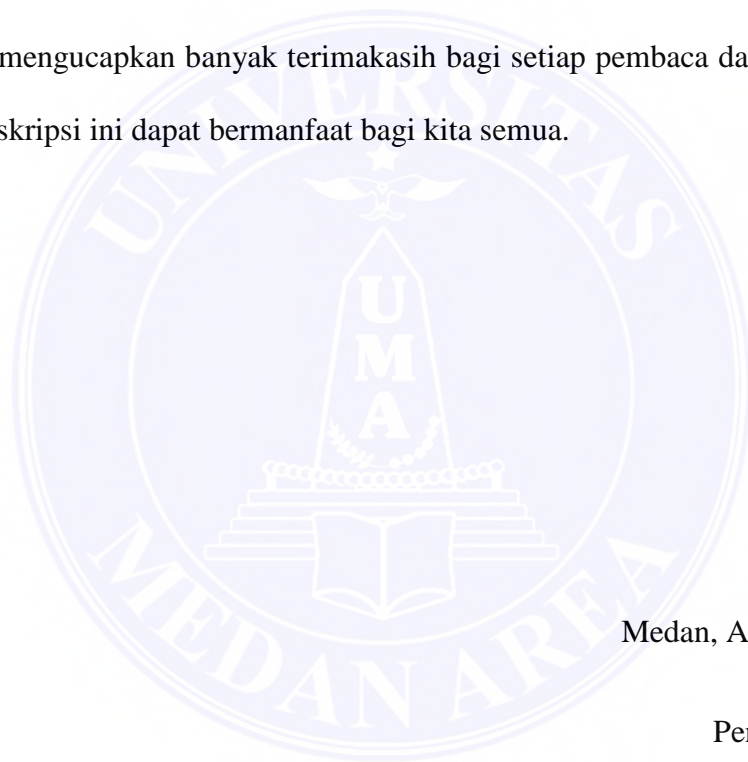 mengucapkan banyak terimakasih bagi setiap pembaca da
skripsi ini dapat bermanfaat bagi kita semua.
UNIVERSITAS
U
M
A
MEDAN AREA
Medan, A
Pe